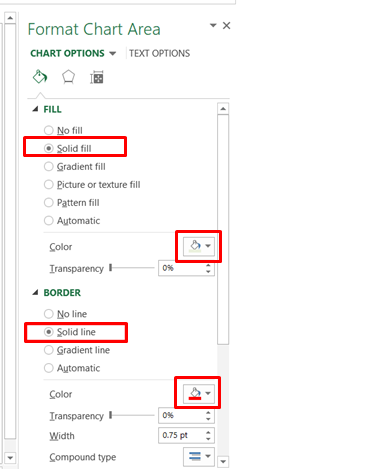 Format Chart Area
CHART OPTIONS TEXT OPTIONS
FILL
No fill
Solid fill
Gradient fill
Picture or texture fill
Pattern fill
Automatic
Color
Transparency 0%
BORDER
No line
Solid line
Gradient line
Automatic
Color
Transparency 0%
Width 0.75 pt
Compound type